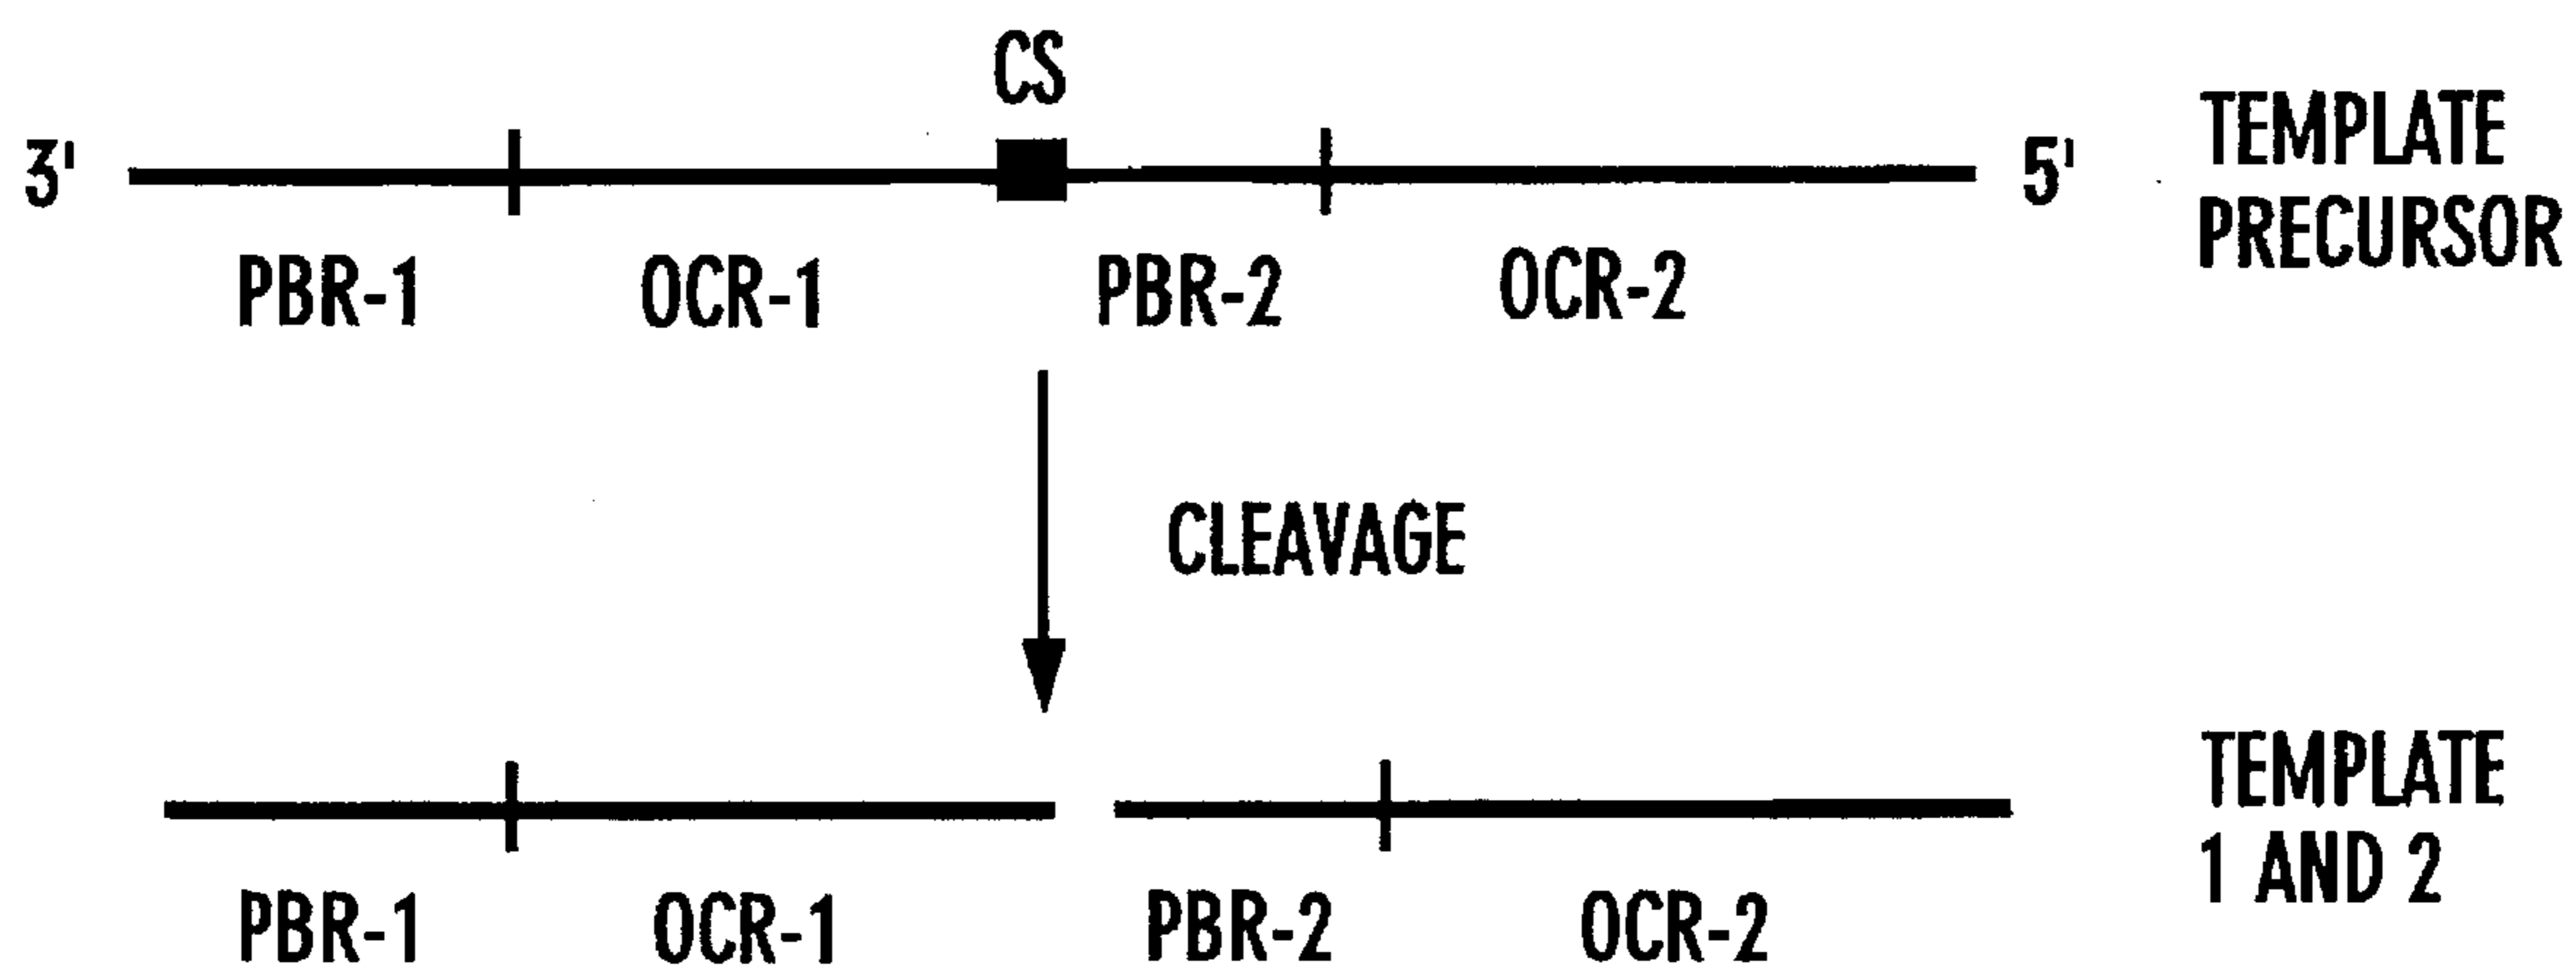 CS
3' 5' TEMPLATE
PRECURSOR
PBR-1 OCR-1 PBR-2 OCR-2
CLEAVAGE
TEMPLATE
1 AND 2
PBR-1 OCR-1 PBR-2 OCR-2